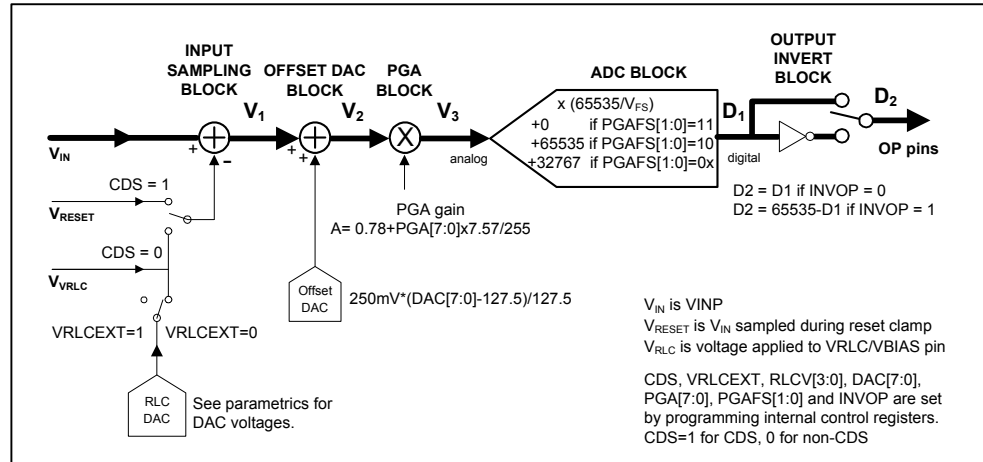 INPUT
SAMPLING
BLOCK
OFFSET DAC
BLOCK
PGA
BLOCK
ADC BLOCK
OUTPUT
INVERT
BLOCK
V1
V2
V3
D1
D2
x (65535/VFS)
+0 if PGAFS[1:0]=11
+65535 if PGAFS[1:0]=10
+32767 if PGAFS[1:0]=0x
VIN
+
-
+
+
X
analog
digital
OP pins
CDS = 1
VRESET
CDS = 0
VVRLC
PGA gain
A= 0.78+PGA[7:0]x7.57/255
D2 = D1 if INVOP = 0
D2 = 65535-D1 if INVOP = 1
Offset
DAC
250mV*(DAC[7:0]-127.5)/127.5
VRLCEXT=1
VRLCEXT=0
RLC
DAC
See parametrics for
DAC voltages.
VIN is VINP
VRESET is VIN sampled during reset clamp
VRLC is voltage applied to VRLC/VBIAS pin
CDS, VRLCEXT, RLCV[3:0], DAC[7:0],
PGA[7:0], PGAFS[1:0] and INVOP are set
by programming internal control registers.
CDS=1 for CDS, 0 for non-CDS